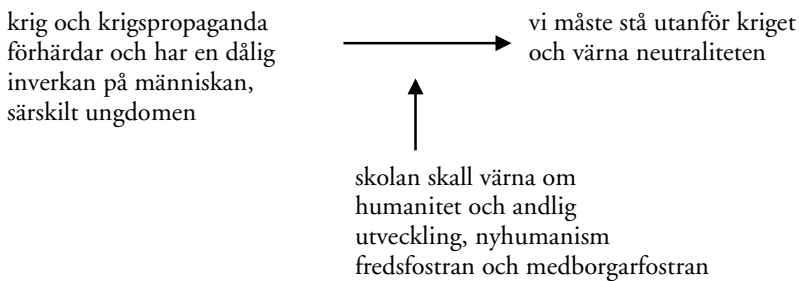 krig och krigspropaganda
förhärdar och har en dålig
inverkan på människan,
särskilt ungdomen
vi måste stå utanför kriget
och värna neutraliteten
skolan skall värna om
humanitet och andlig
utveckling, nyhumanism
fredsfostran och medborgarfostran